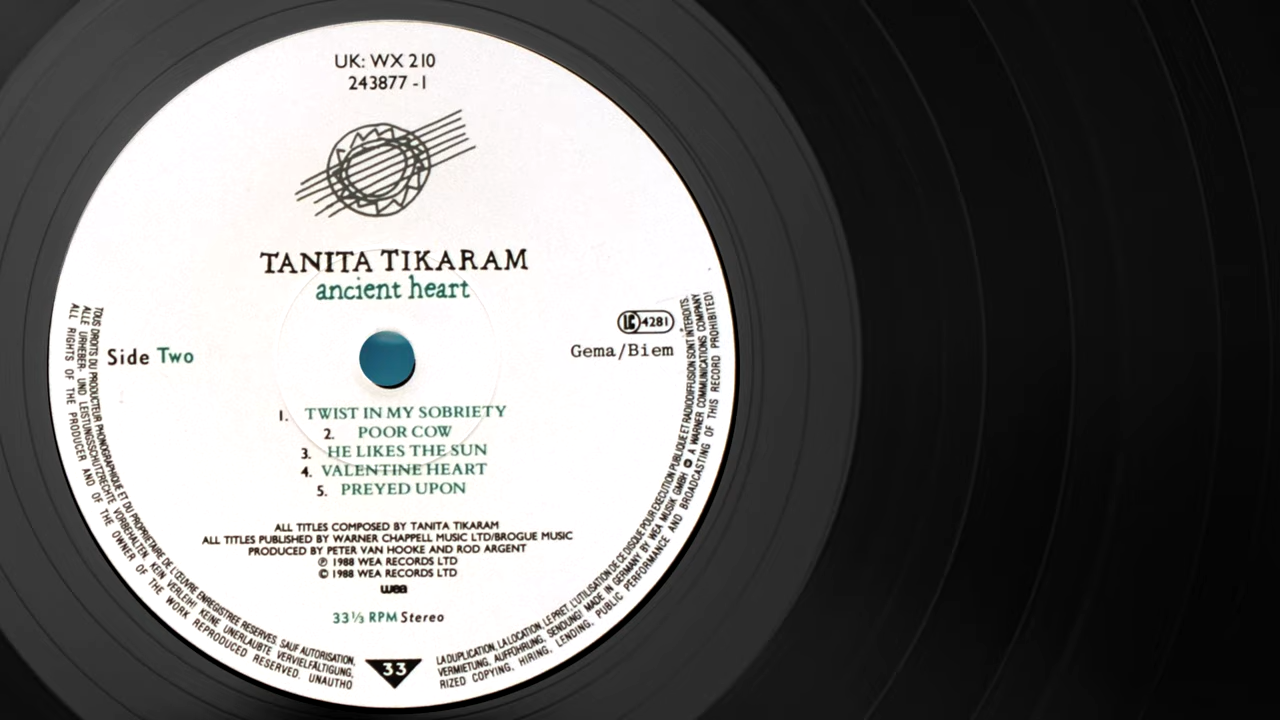 UK: WX 210
243877 -1
TANITA TIKARAM
ancient heart
LC 4281
Side Two
Gema/Biem
1. TWIST IN MY SOBRIETY
2. POOR COW
3. HE LIKES THE SUN
4. VALENTINE HEART
5. PREYED UPON
ALL TITLES COMPOSED BY TANITA TIKARAM
ALL TITLES PUBLISHED BY WARNER CHAPPELL MUSIC LTD/BROGUE MUSIC
PRODUCED BY PETER VAN HOOKE AND ROD ARGENT
℗ 1988 WEA RECORDS LTD
© 1988 WEA RECORDS LTD
wea
33⅓ RPM Stereo
33
TOUS DROITS DU PRODUCTEUR PHONOGRAPHIQUE ET DU PROPRIETAIRE DE L'ŒUVRE ENREGISTREE RESERVES. SAUF AUTORISATION,
LA DUPLICATION, LA LOCATION, LE PRET, L'UTILISATION DE CE DISQUE POUR EXECUTION PUBLIQUE ET RADIODIFFUSION SONT INTERDITS.
ALLE URHEBER- UND LEISTUNGSSCHUTZRECHTE VORBEHALTEN. KEIN VERLEIH! KEINE UNERLAUBTE VERVIELFÄLTIGUNG,
VERMIETUNG, AUFFÜHRUNG, SENDUNG! MADE IN GERMANY BY WEA MUSIK GMBH A WARNER COMMUNICATIONS COMPANY
ALL RIGHTS OF THE PRODUCER AND OF THE OWNER OF THE WORK REPRODUCED RESERVED. UNAUTHO
RIZED COPYING, HIRING, LENDING, PUBLIC PERFORMANCE AND BROADCASTING OF THIS RECORD PROHIBITED!